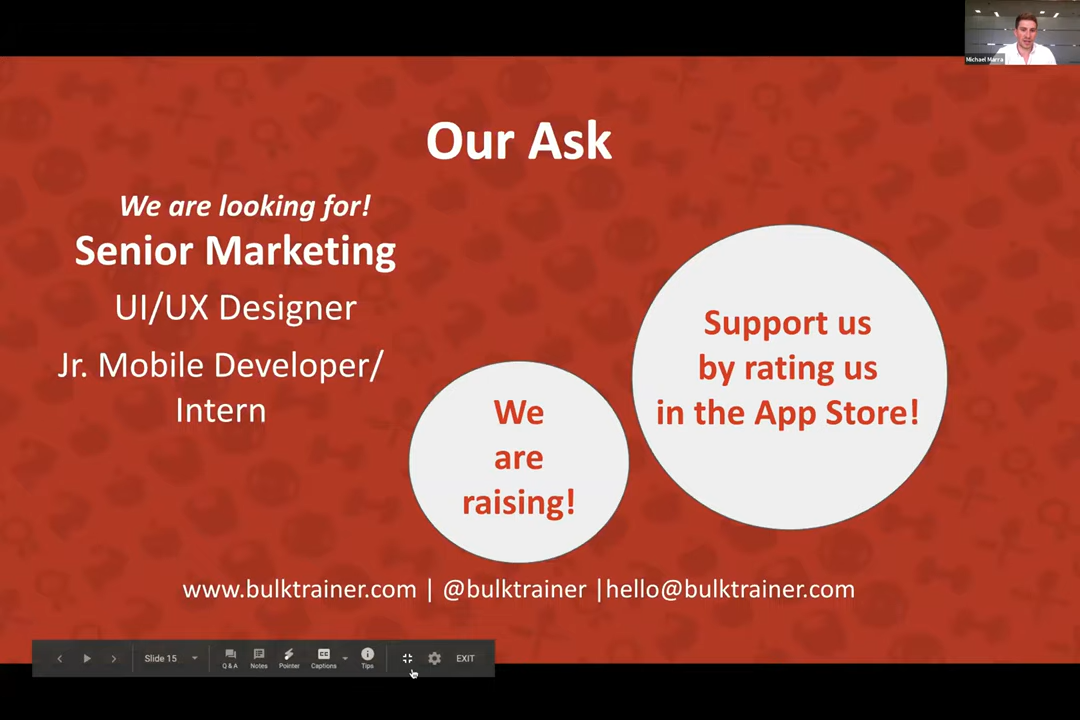 Michael Marra
Our Ask
We are looking for!
Senior Marketing
UI/UX Designer
Jr. Mobile Developer/
Intern
We
are
raising!
Support us
by rating us
in the App Store!
www.bulktrainer.com | @bulktrainer |hello@bulktrainer.com
Slide 15
Q & A
Notes
Pointer
CC
Captions
Tips
EXIT